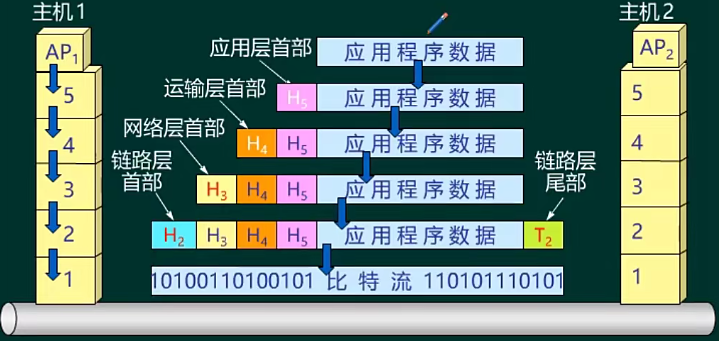 主机1
主机2
AP1
AP2
应用层首部
应用程序数据
5
H5
应用程序数据
5
运输层首部
4
H4
H5
应用程序数据
4
网络层首部
3
H3
H4
H5
应用程序数据
3
链路层
首部
链路层
尾部
2
H2
H3
H4
H5
应用程序数据
T2
2
1
10100110100101 比特流 110101110101
1